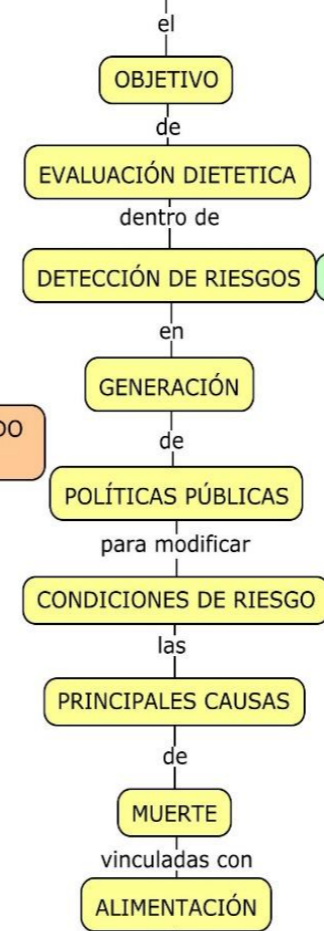 el
OBJETIVO
de
EVALUACIÓN DIETETICA
dentro de
DETECCIÓN DE RIESGOS
en
GENERACIÓN
DO
de
POLÍTICAS PÚBLICAS
para modificar
CONDICIONES DE RIESGO
las
PRINCIPALES CAUSAS
de
MUERTE
vinculadas con
ALIMENTACIÓN